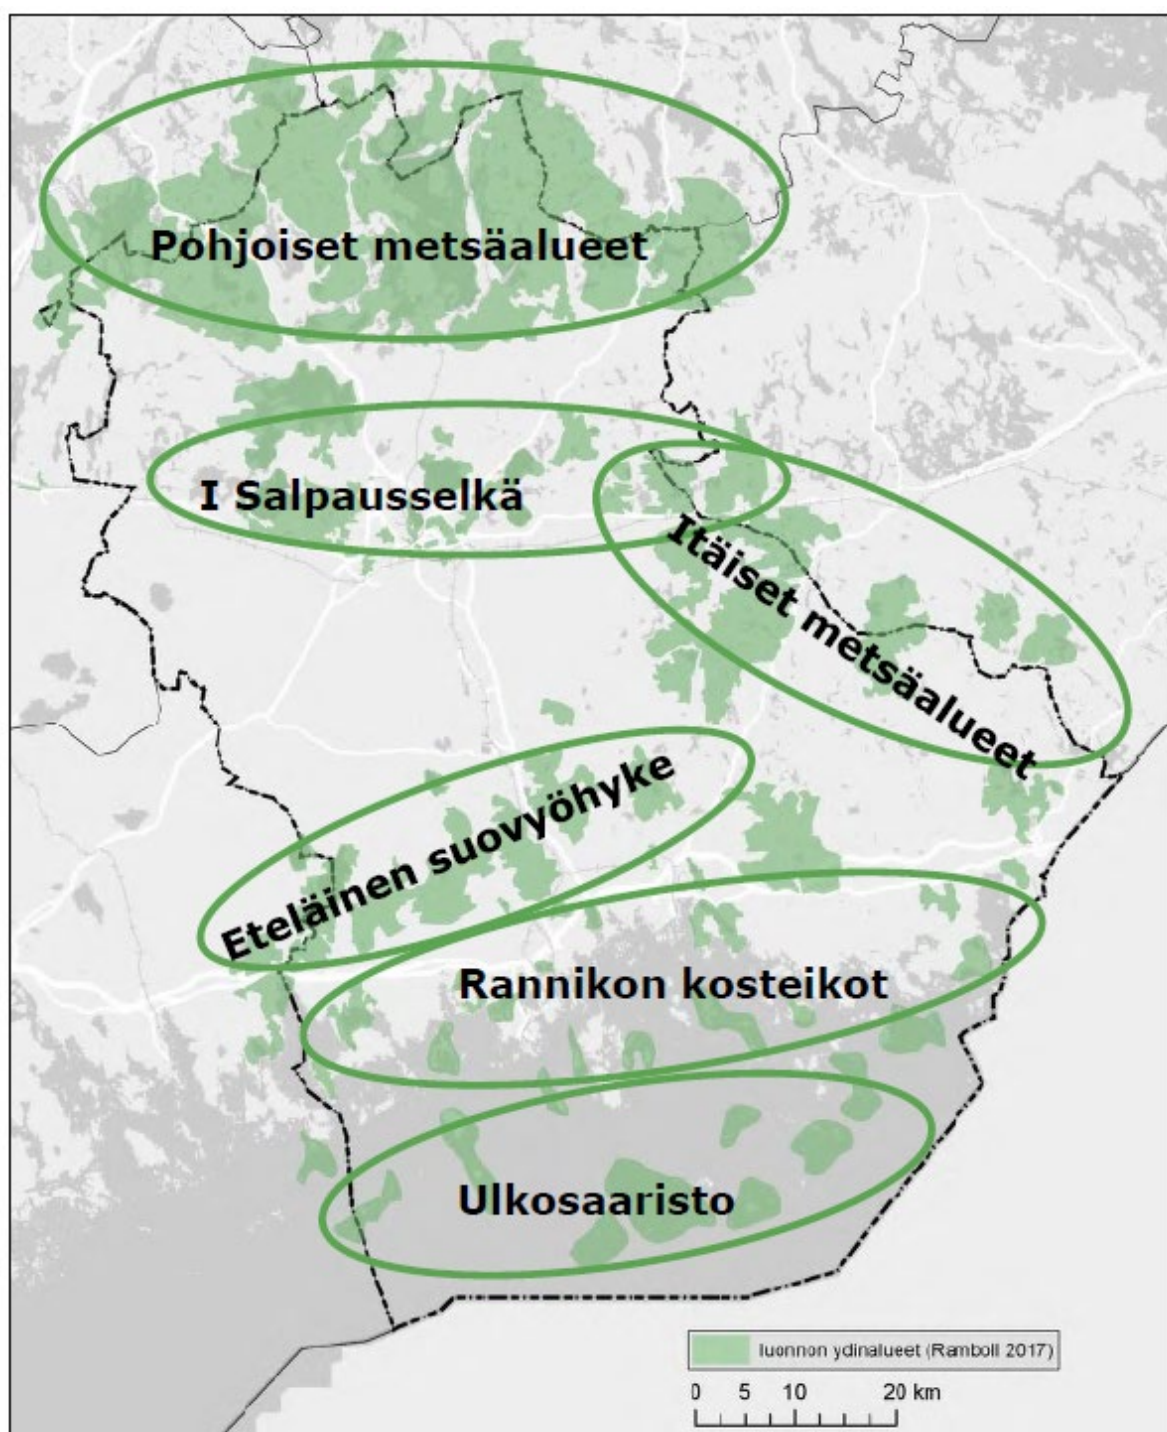 Pohjoiset metsäalueet
I Salpausselkä
Itäiset metsäalueet
Eteläinen suovyöhyke
Rannikon kosteikot
Ulkosaaristo
luonnon ydinalueet (Ramboll 2017)
0 5 10 20 km